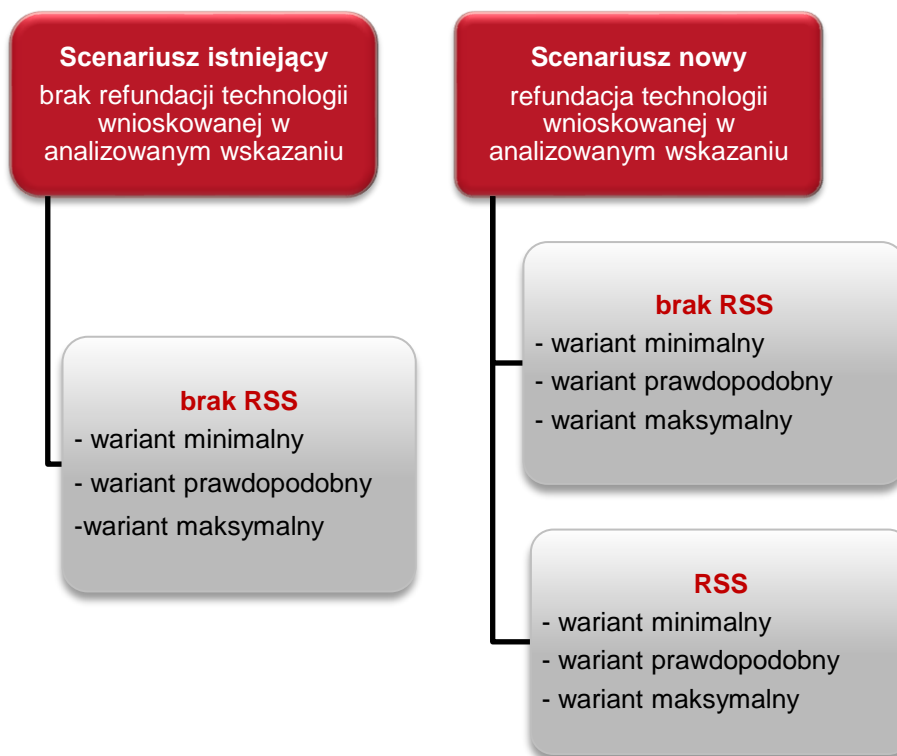 Scenariusz istniejący
brak refundacji technologii
wnioskowanej w
analizowanym wskazaniu
brak RSS
- wariant minimalny
- wariant prawdopodobny
-wariant maksymalny
Scenariusz nowy
refundacja technologii
wnioskowanej w
analizowanym wskazaniu
brak RSS
- wariant minimalny
- wariant prawdopodobny
- wariant maksymalny
RSS
- wariant minimalny
- wariant prawdopodobny
- wariant maksymalny